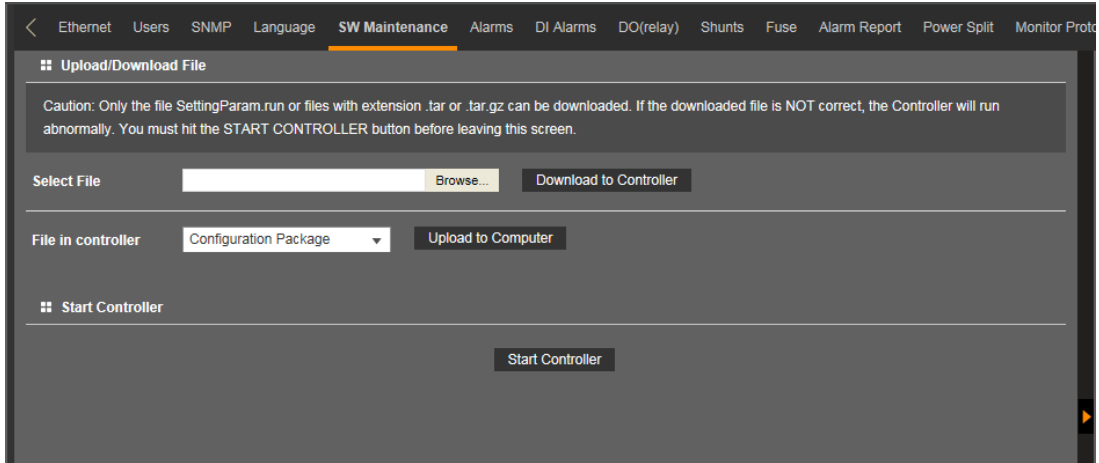 Ethernet Users SNMP Language SW Maintenance Alarms DI Alarms DO(relay) Shunts Fuse Alarm Report Power Split Monitor Proto
Upload/Download File
Caution: Only the file SettingParam.run or files with extension .tar or .tar.gz can be downloaded. If the downloaded file is NOT correct, the Controller will run
abnormally. You must hit the START CONTROLLER button before leaving this screen.
Select File Browse... Download to Controller
File in controller Configuration Package Upload to Computer
Start Controller
Start Controller